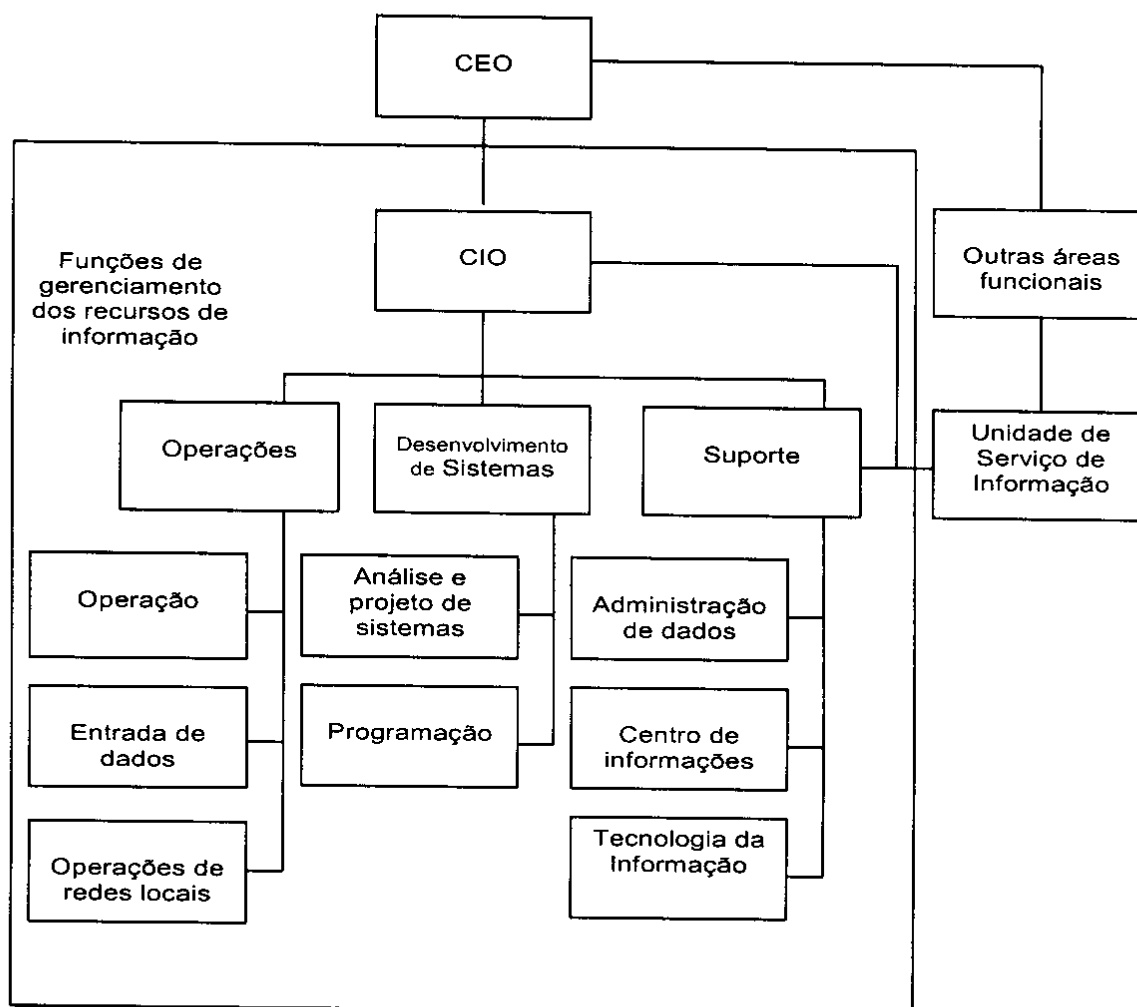 CEO
Funções de
gerenciamento
dos recursos de
informação
CIO
Outras áreas
funcionais
Operações
Desenvolvimento
de Sistemas
Suporte
Unidade de
Serviço de
Informação
Operação
Entrada de
dados
Operações de
redes locais
Análise e
projeto de
sistemas
Programação
Administração
de dados
Centro de
informações
Tecnologia da
Informação